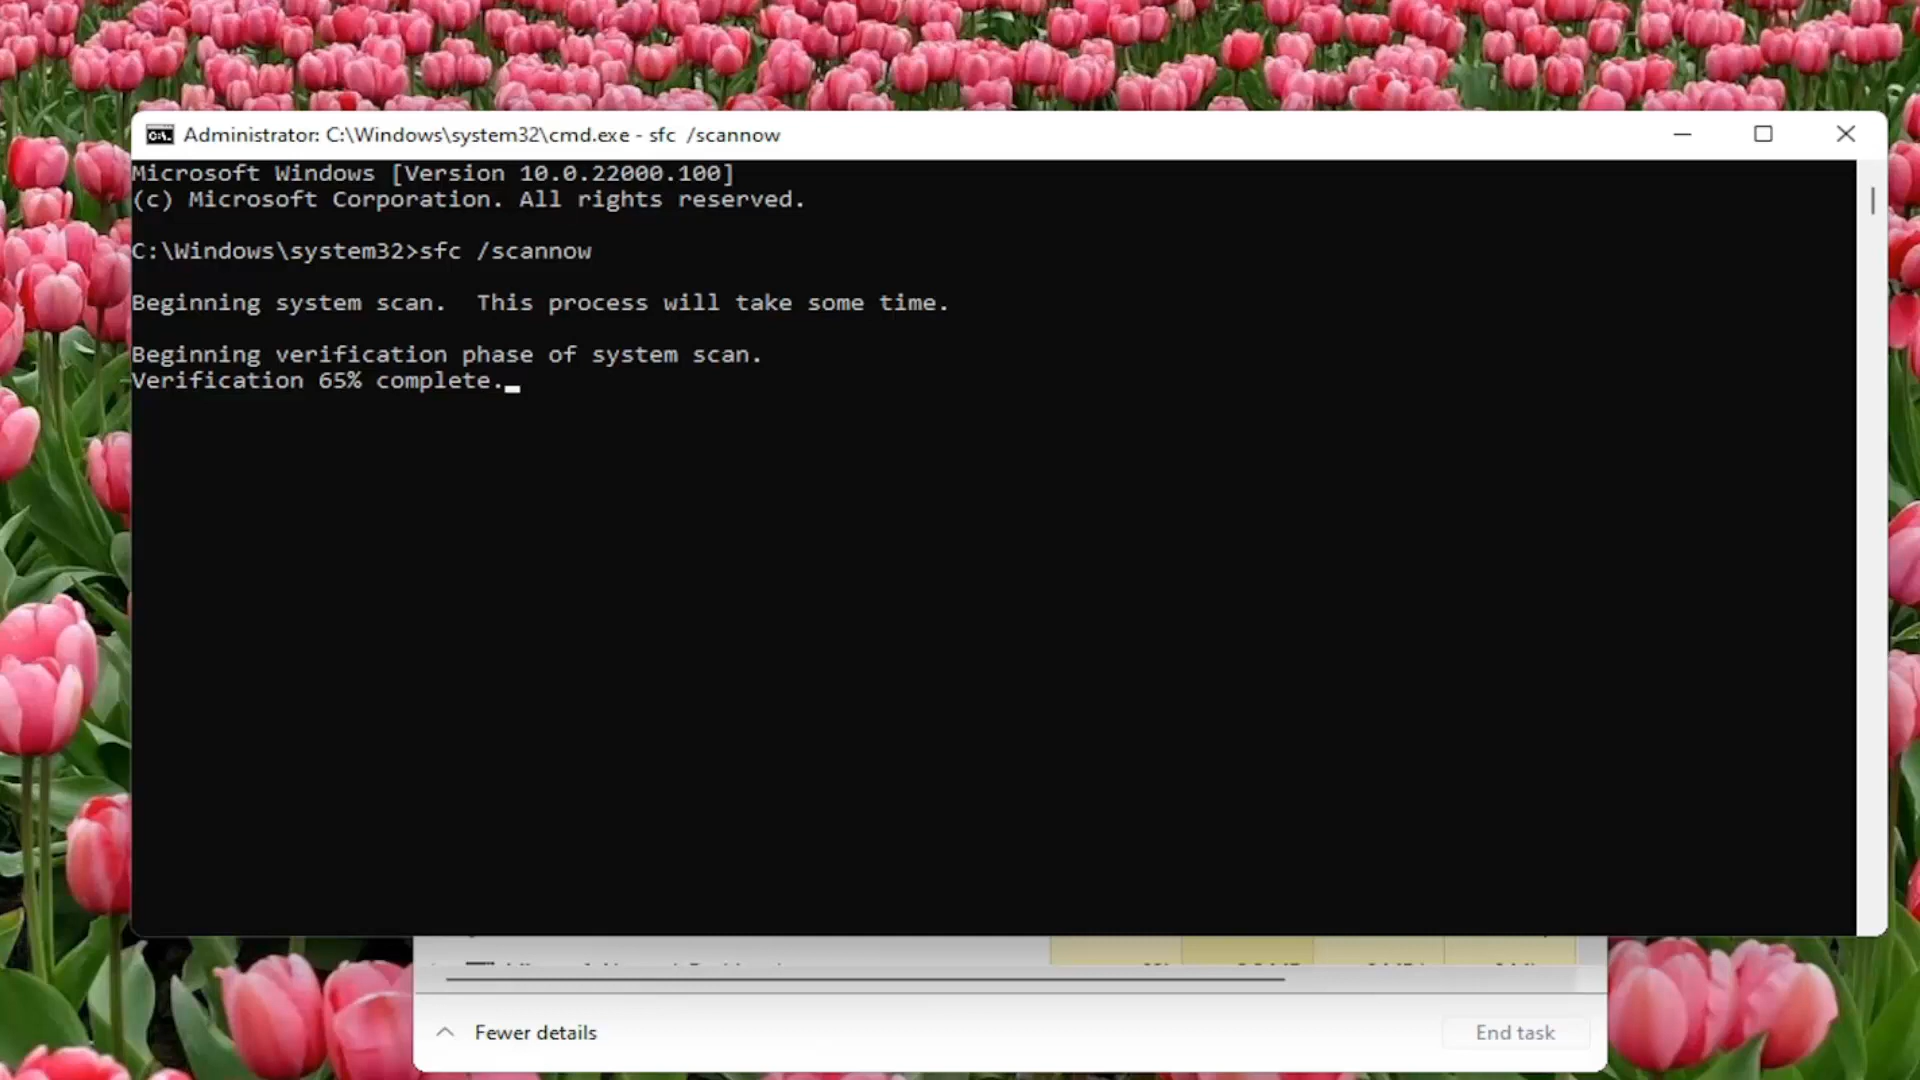 Administrator: C:\Windows\system32\cmd.exe - sfc /scannow
Microsoft Windows [Version 10.0.22000.100]
(c) Microsoft Corporation. All rights reserved.
C:\Windows\system32>sfc /scannow
Beginning system scan.  This process will take some time.
Beginning verification phase of system scan.
Verification 65% complete.
Fewer details
End task